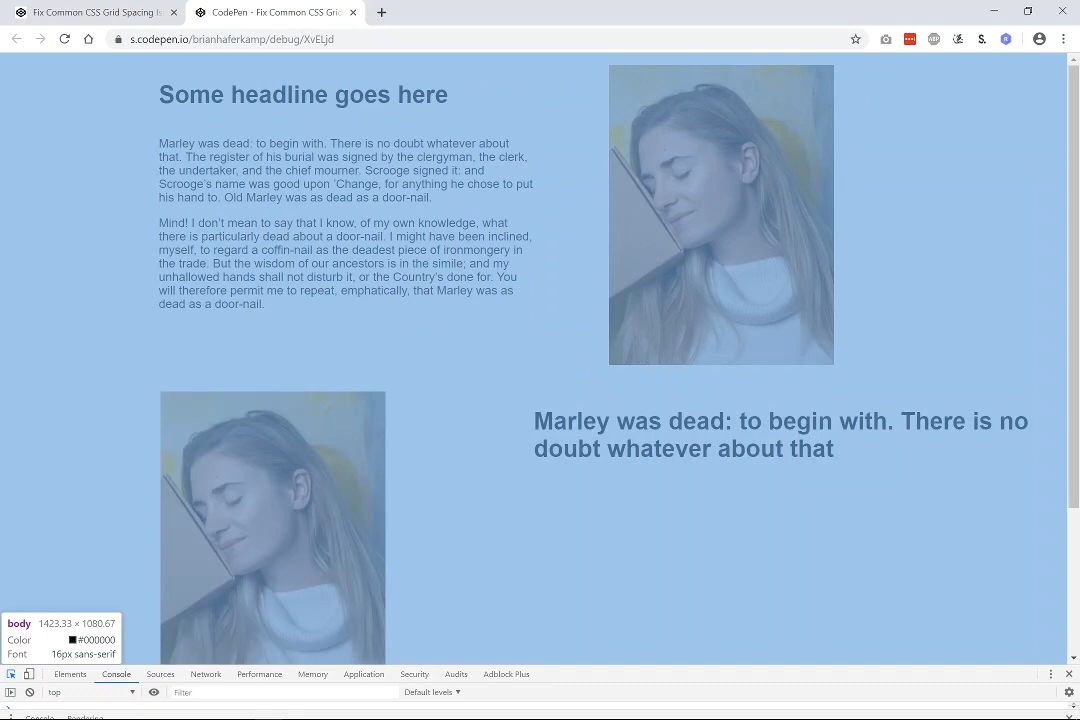 Fix Common CSS Grid Spacing Is
CodePen - Fix Common CSS Grid
s.codepen.io/brianhaferkamp/debug/XvELjd
ABP
S.
R
Some headline goes here
Marley was dead: to begin with. There is no doubt whatever about
that. The register of his burial was signed by the clergyman, the clerk,
the undertaker, and the chief mourner. Scrooge signed it: and
Scrooge's name was good upon 'Change, for anything he chose to put
his hand to. Old Marley was as dead as a door-nail.
Mind! I don't mean to say that I know, of my own knowledge, what
there is particularly dead about a door-nail. I might have been inclined,
myself, to regard a coffin-nail as the deadest piece of ironmongery in
the trade. But the wisdom of our ancestors is in the simile; and my
unhallowed hands shall not disturb it, or the Country's done for. You
will therefore permit me to repeat, emphatically, that Marley was as
dead as a door-nail.
Marley was dead: to begin with. There is no
doubt whatever about that
body 1423.33 × 1080.67
Color #000000
Font 16px sans-serif
Elements Console Sources Network Performance Memory Application Security Audits Adblock Plus
top Filter Default levels
Console Rendering